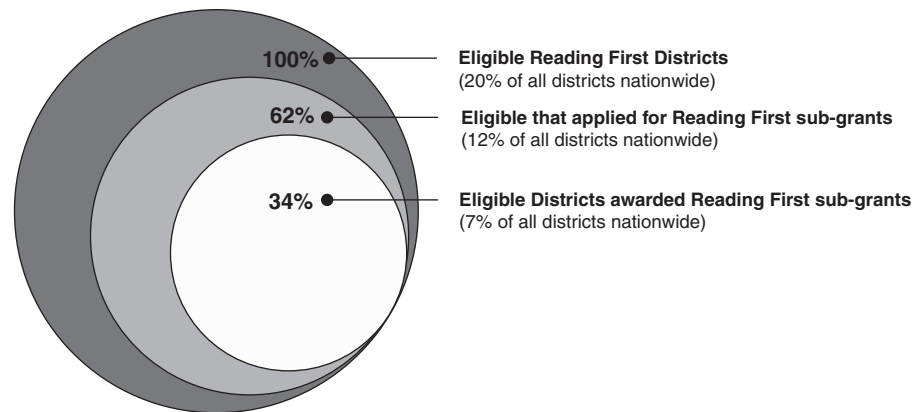 100%
Eligible Reading First Districts
(20% of all districts nationwide)
62%
Eligible that applied for Reading First sub-grants
(12% of all districts nationwide)
34%
Eligible Districts awarded Reading First sub-grants
(7% of all districts nationwide)